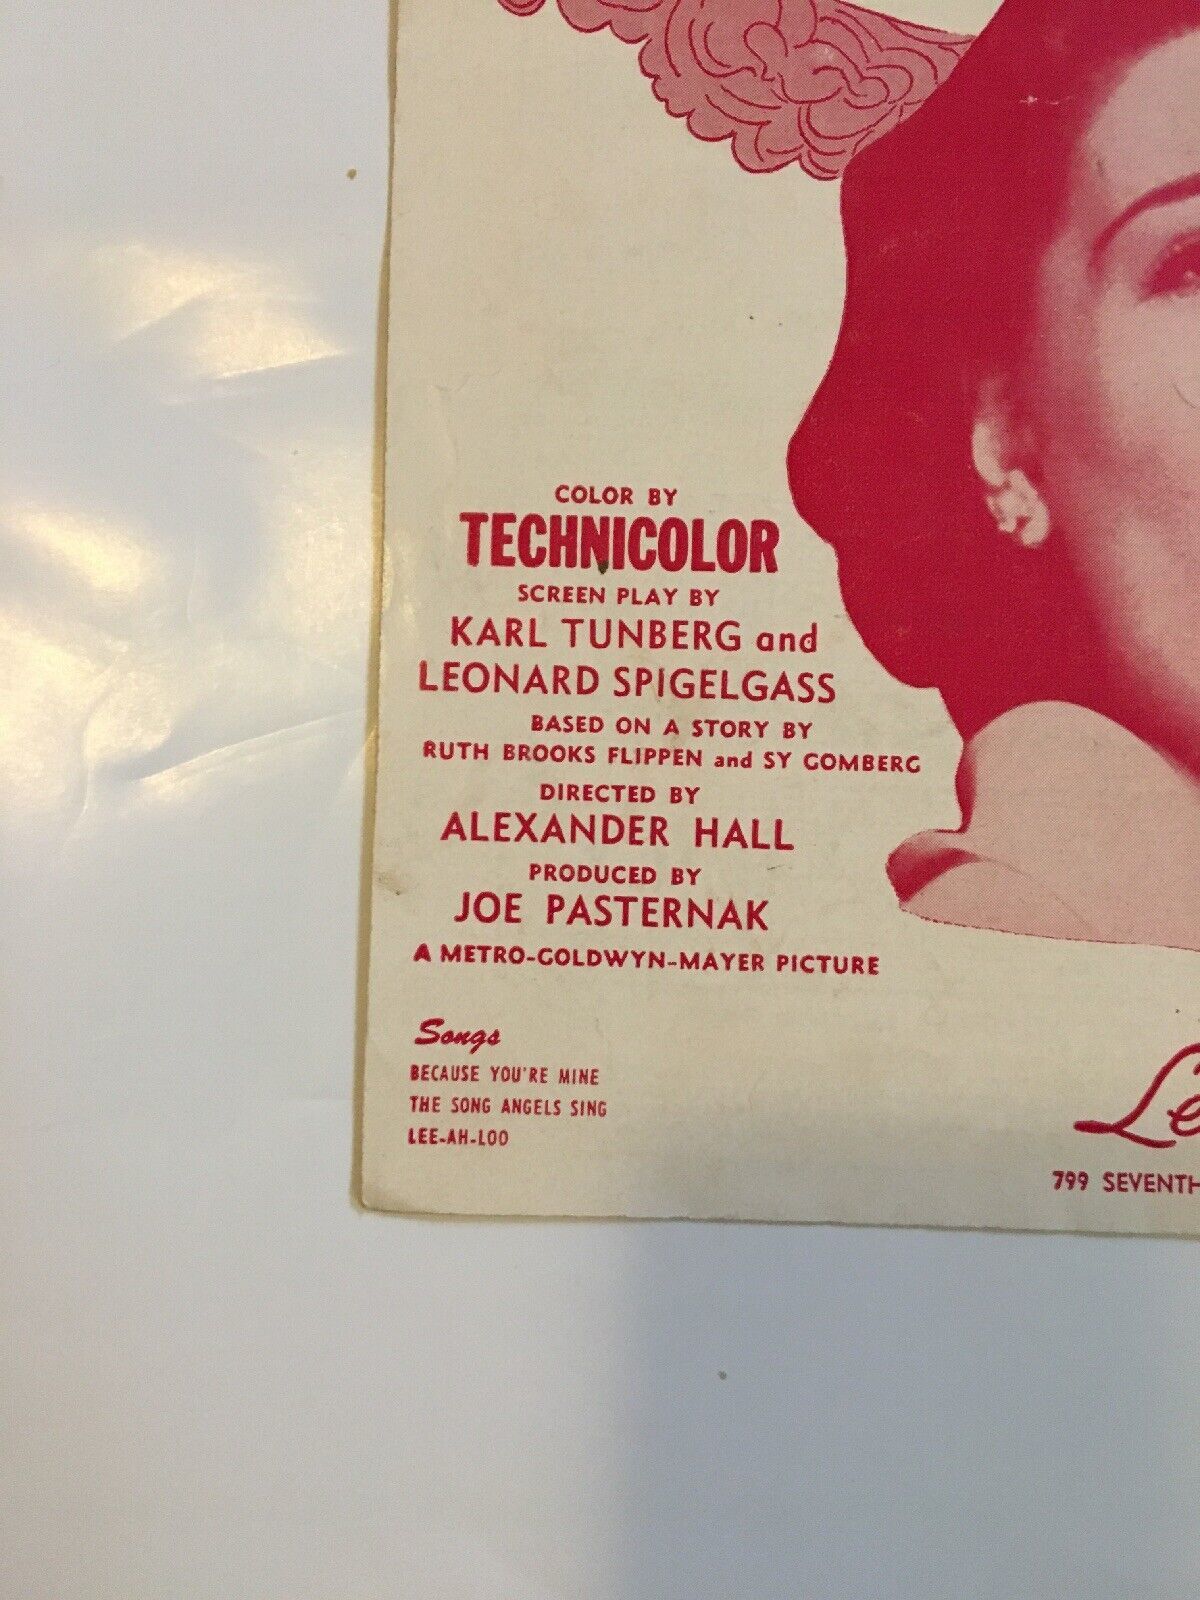 COLOR BY
TECHNICOLOR
SCREEN PLAY BY
KARL TUNBERG and
LEONARD SPIGELGASS
BASED ON A STORY BY
RUTH BROOKS FLIPPEN and SY GOMBERG
DIRECTED BY
ALEXANDER HALL
PRODUCED BY
JOE PASTERNAK
A METRO-GOLDWYN-MAYER PICTURE
Songs
BECAUSE YOU'RE MINE
THE SONG ANGELS SING
LEE-AH-LOO
Le
799 SEVENTH